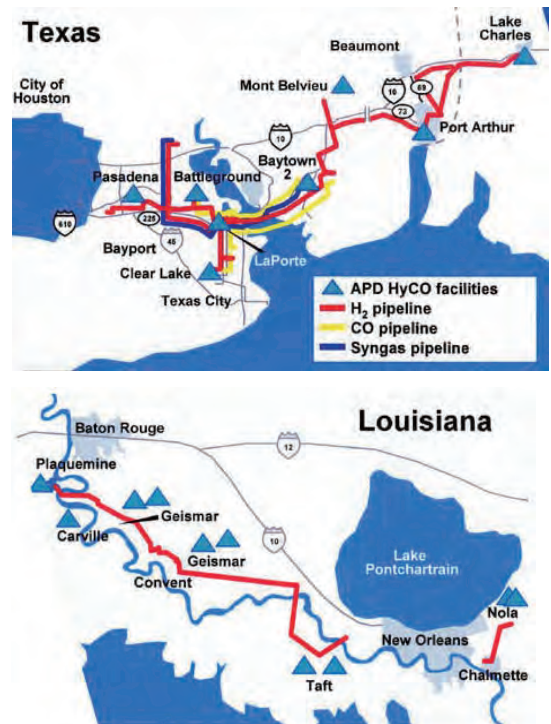 Texas
Lake
Charles
Beaumont
City of
Houston
Mont Belvieu
10
69
73
Port Arthur
10
Baytown
2
Pasadena
Battleground
610
225
Bayport
45
LaPorte
Clear Lake
Texas City
APD HyCO facilities
H2 pipeline
CO pipeline
Syngas pipeline
Louisiana
Baton Rouge
12
Plaquemine
Geismar
Carville
Geismar
10
Lake
Pontchartrain
Convent
Nola
New Orleans
Chalmette
Taft